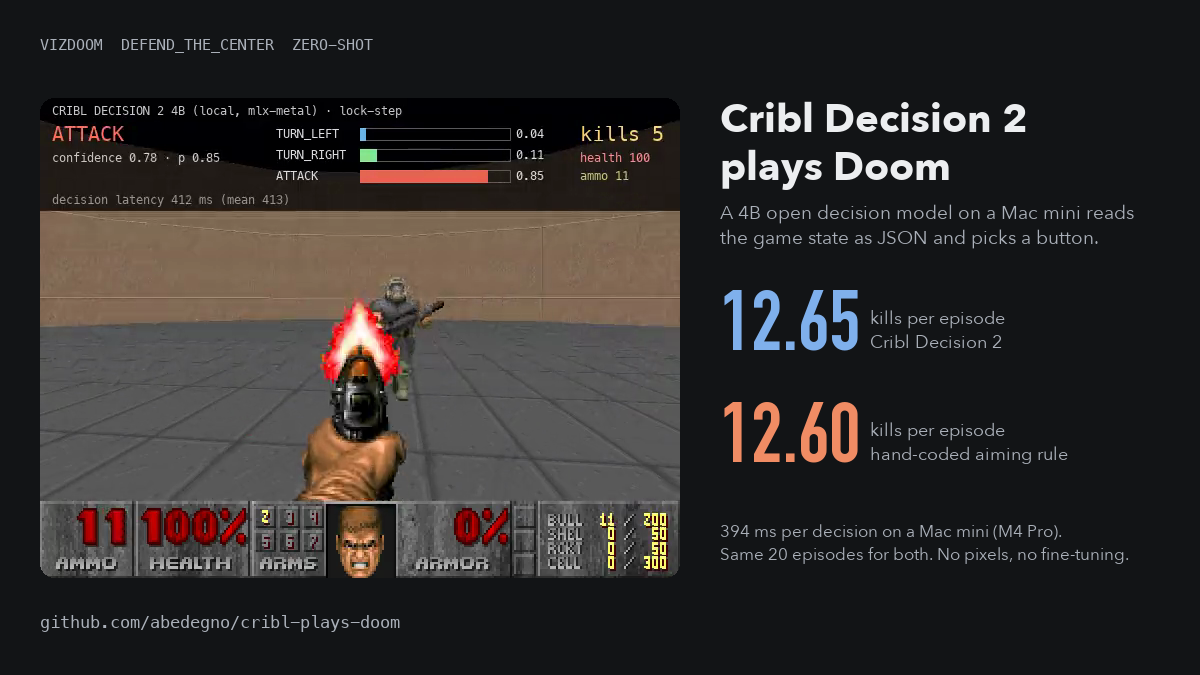 VIZDOOM DEFEND_THE_CENTER ZERO-SHOT
CRIBL DECISION 2 4B (local, mlx-metal) · lock-step
ATTACK
confidence 0.78 · p 0.85
TURN_LEFT 0.04
TURN_RIGHT 0.11
ATTACK 0.85
kills 5
health 100
ammo 11
decision latency 412 ms (mean 413)
11 100% 2 3 4 0%
5 6 7
AMMO HEALTH ARMS ARMOR
BULL 11 / 200
SHEL 0 / 50
RCKT 0 / 50
CELL 0 / 300
Cribl Decision 2
plays Doom
A 4B open decision model on a Mac mini reads
the game state as JSON and picks a button.
12.65
kills per episode
Cribl Decision 2
12.60
kills per episode
hand-coded aiming rule
394 ms per decision on a Mac mini (M4 Pro).
Same 20 episodes for both. No pixels, no fine-tuning.
github.com/abedegno/cribl-plays-doom